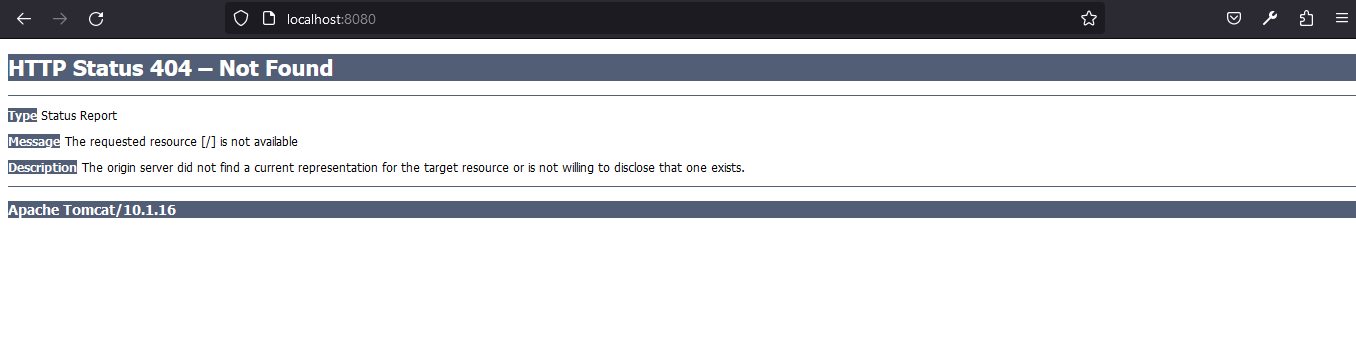 localhost:8080
HTTP Status 404 – Not Found
Type Status Report
Message The requested resource [/] is not available
Description The origin server did not find a current representation for the target resource or is not willing to disclose that one exists.
Apache Tomcat/10.1.16